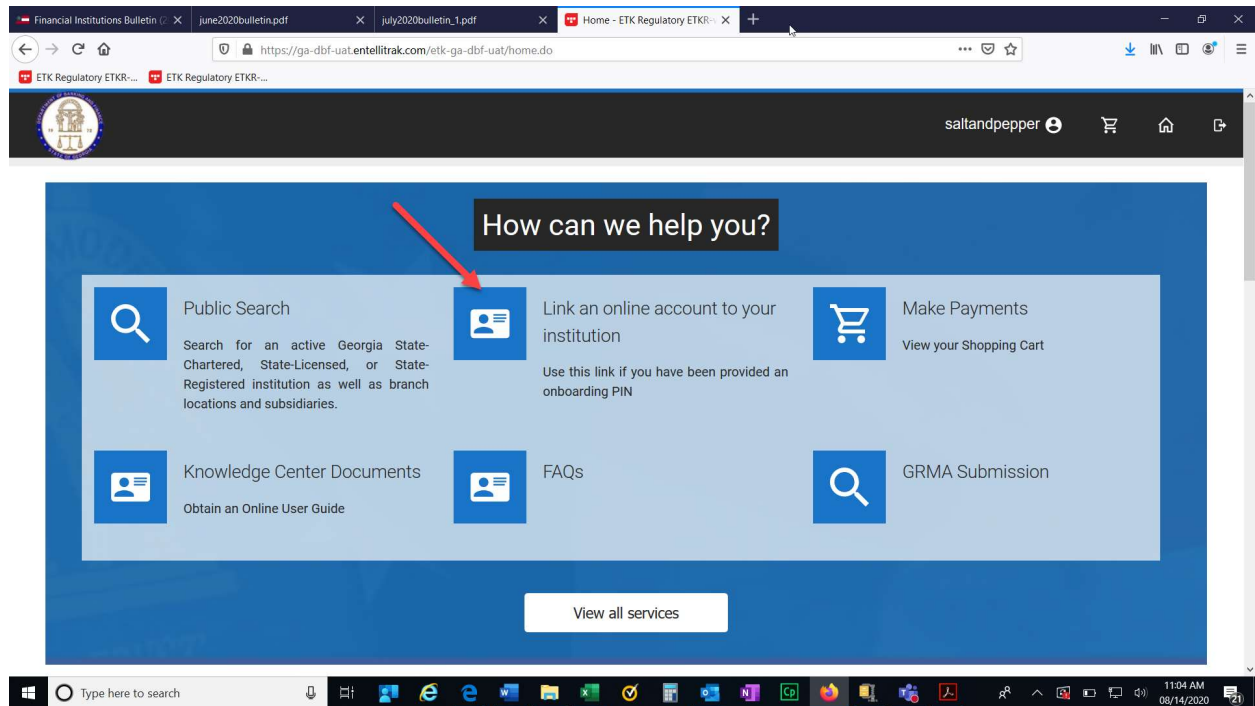 Financial Institutions Bulletin (2
june2020bulletin.pdf
july2020bulletin_1.pdf
Home - ETK Regulatory ETKR-
https://ga-dbf-uat.entellitrak.com/etk-ga-dbf-uat/home.do
ETK Regulatory ETKR-...
ETK Regulatory ETKR-...
saltandpepper
How can we help you?
Public Search
Search for an active Georgia State-
Chartered, State-Licensed, or State-
Registered institution as well as branch
locations and subsidiaries.
Link an online account to your
institution
Use this link if you have been provided an
onboarding PIN
Make Payments
View your Shopping Cart
Knowledge Center Documents
Obtain an Online User Guide
FAQs
GRMA Submission
View all services
Type here to search
11:04 AM
08/14/2020
21